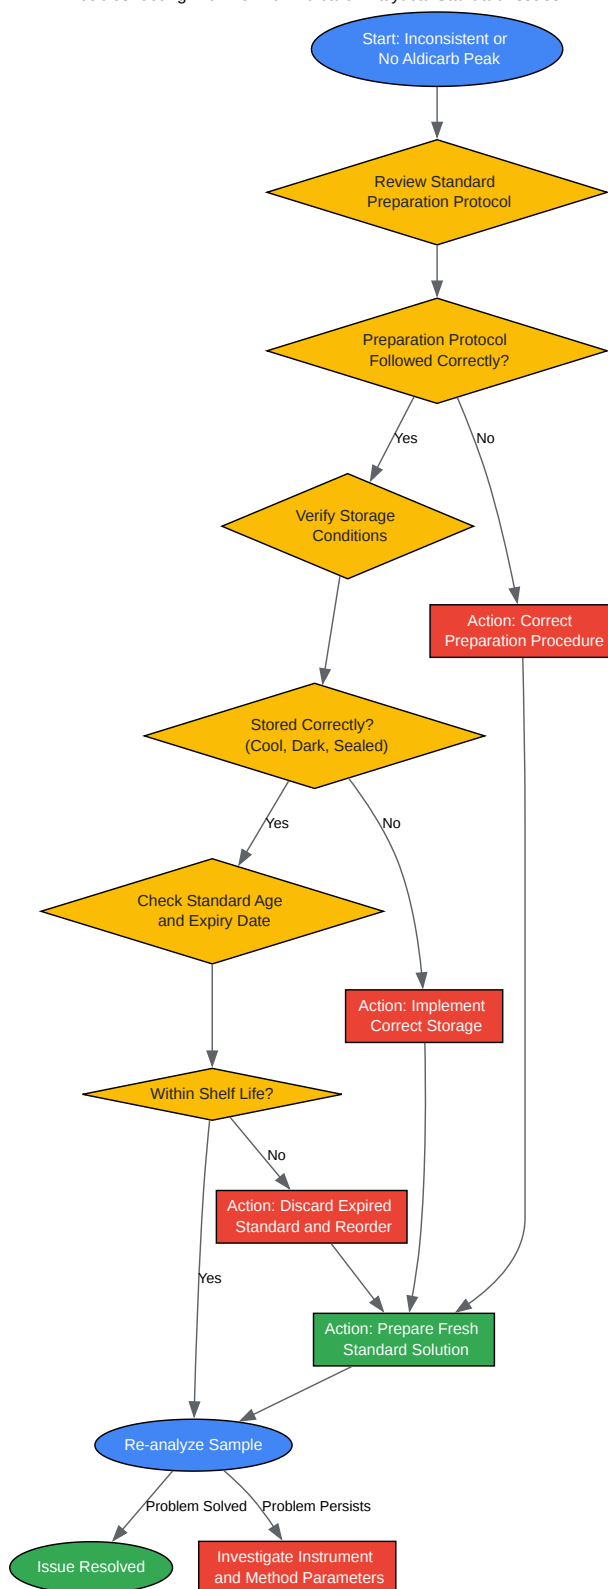 Start: Inconsistent or
No Aldicarb Peak
Review Standard
Preparation Protocol
Preparation Protocol
Followed Correctly?
Yes
No
Verify Storage
Conditions
Action: Correct
Preparation Procedure
Stored Correctly?
(Cool, Dark, Sealed)
Yes
No
Check Standard Age
and Expiry Date
Action: Implement
Correct Storage
Within Shelf Life?
No
Action: Discard Expired
Standard and Reorder
Yes
Action: Prepare Fresh
Standard Solution
Re-analyze Sample
Problem Solved
Problem Persists
Issue Resolved
Investigate Instrument
and Method Parameters